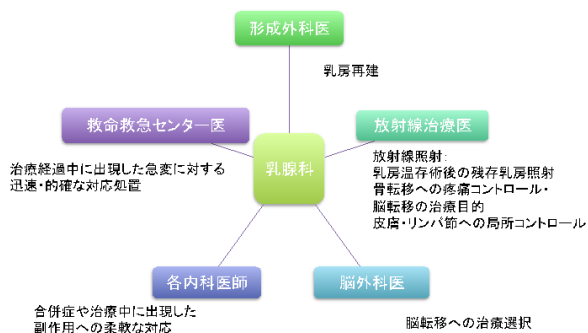 形成外科医
乳房再建
救命救急センター医
放射線治療医
治療経過中に出現した急変に対する
迅速・的確な対応処置
乳腺科
放射線照射:
乳房温存術後の残存乳房照射
骨転移への疼痛コントロール・
脳転移の治療目的
皮膚・リンパ節への局所コントロール
各内科医師
脳外科医
合併症や治療中に出現した
副作用への柔軟な対応
脳転移への治療選択